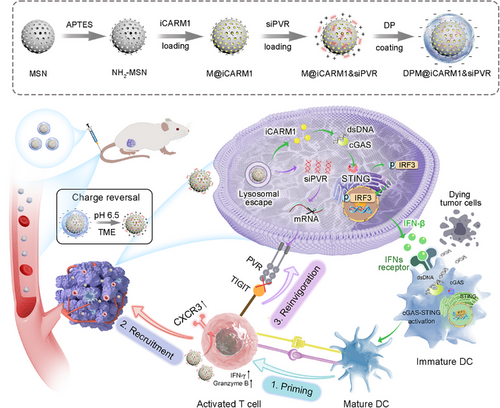 APTES
iCARM1
loading
siPVR
loading
DP
coating
MSN
NH₂-MSN
M@iCARM1
M@iCARM1&siPVR
DPM@iCARM1&siPVR
iCARM1
dsDNA
cGAS
Lysosomal
escape
siPVR
STING
P IRF3
P IRF3
mRNA
Charge reversal
pH 6.5
TME
IFN-β
Dying
tumor cells
IFNs
receptor
dsDNA
cGAS
STING
cGAS-STING
activation
Immature DC
PVR
TIGIT
3. Reinvigoration
CXCR3↑
2. Recruitment
IFN-γ↑
Granzyme B↑
1. Priming
Activated T cell
Mature DC